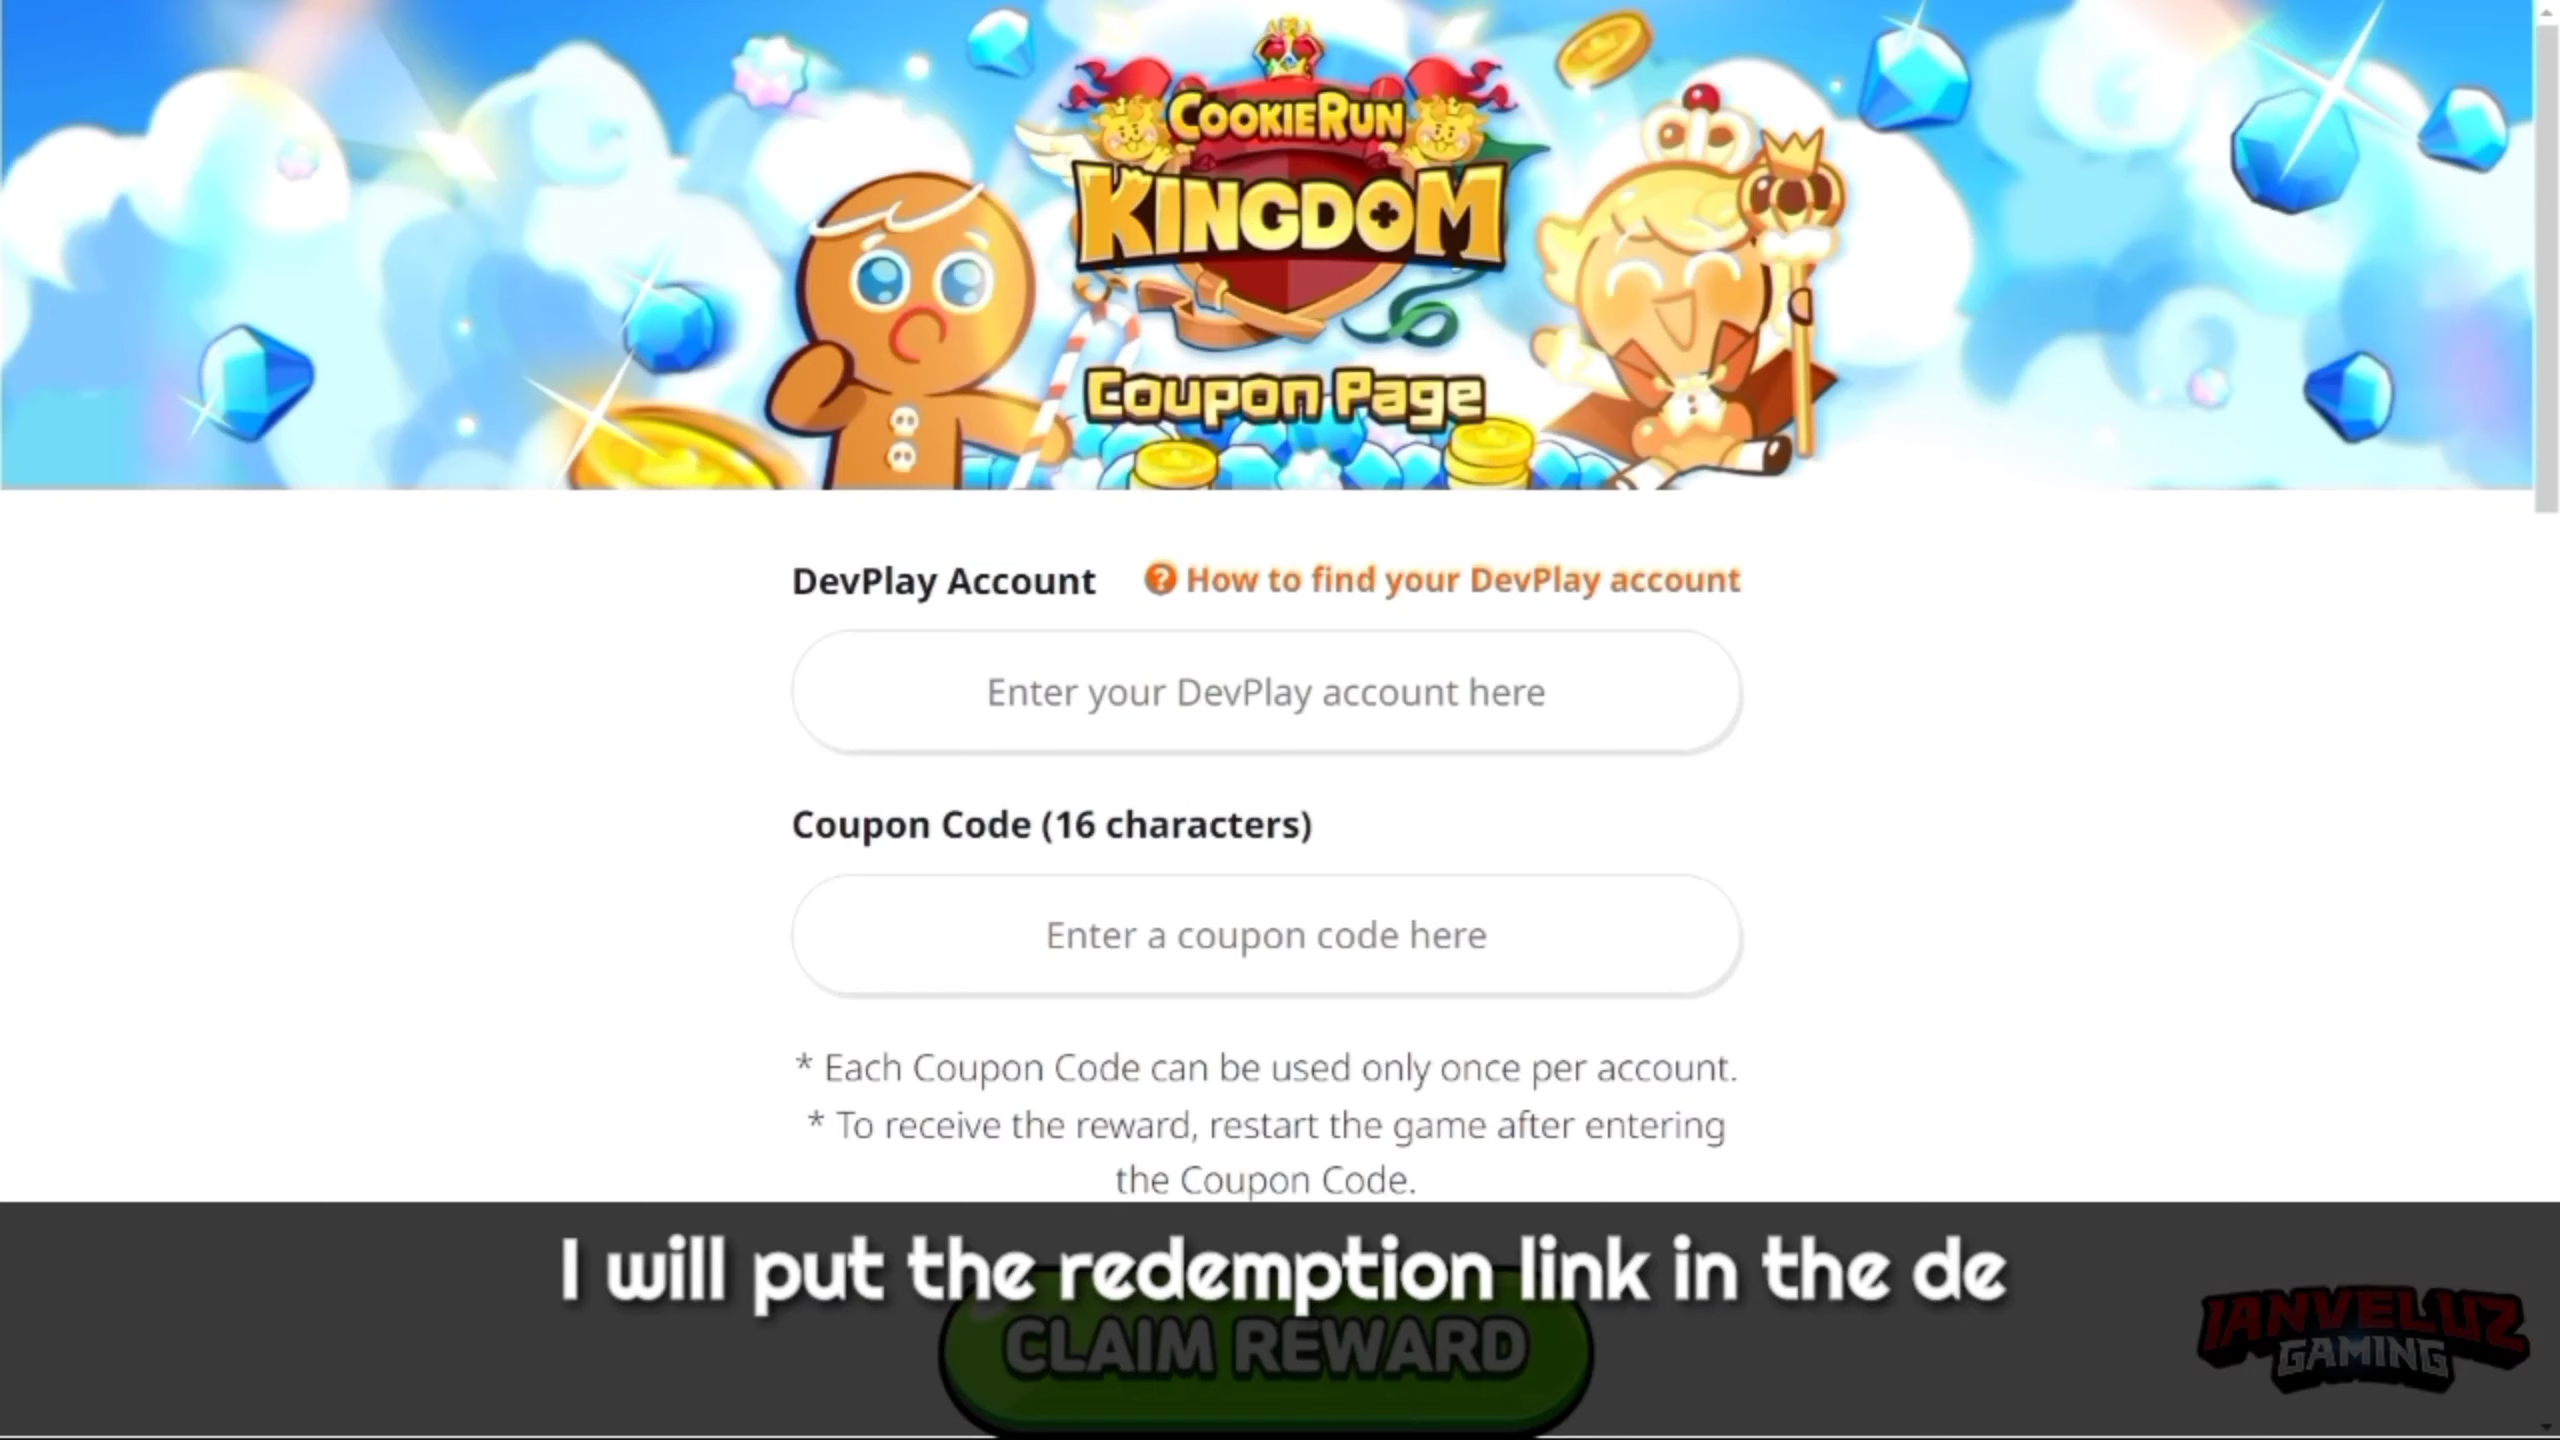 COOKIERUN
KINGDOM
Coupon Page
DevPlay Account
? How to find your DevPlay account
Enter your DevPlay account here
Coupon Code (16 characters)
Enter a coupon code here
* Each Coupon Code can be used only once per account.
* To receive the reward, restart the game after entering
the Coupon Code.
I will put the redemption link in the de
CLAIM REWARD
IANVELUZ
GAMING